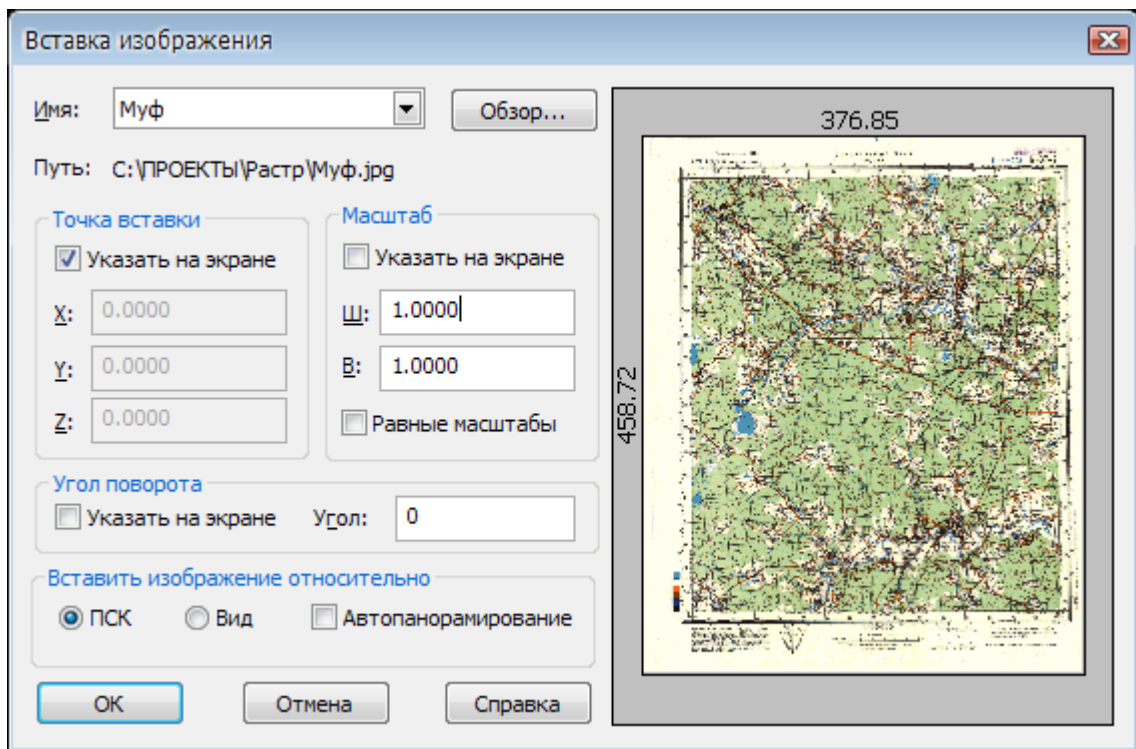 Вставка изображения
Имя: Муф Обзор...
Путь: C:\ПРОЕКТЫ\Растр\Муф.jpg
Точка вставки
Указать на экране
X: 0.0000
Y: 0.0000
Z: 0.0000
Масштаб
Указать на экране
Ш: 1.0000
В: 1.0000
Равные масштабы
Угол поворота
Указать на экране Угол: 0
Вставить изображение относительно
ПСК Вид Автопанорамирование
ОК Отмена Справка
376.85
458.72